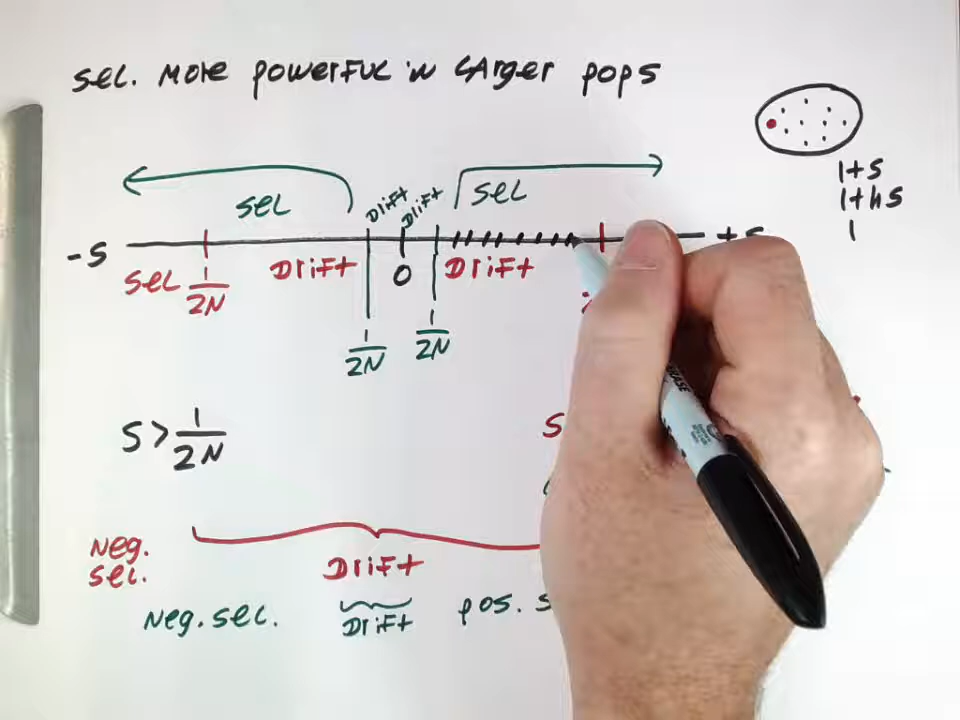 Sel. More powerful in larger pops
1+s
1+hs
1
Sel
Drift
Drift
Sel
-s
0
+s
Sel
1/2N
Drift
Drift
1/2N
1/2N
S > 1/2N
S
Neg.
Sel.
Drift
Neg. sel.
Drift
pos. s